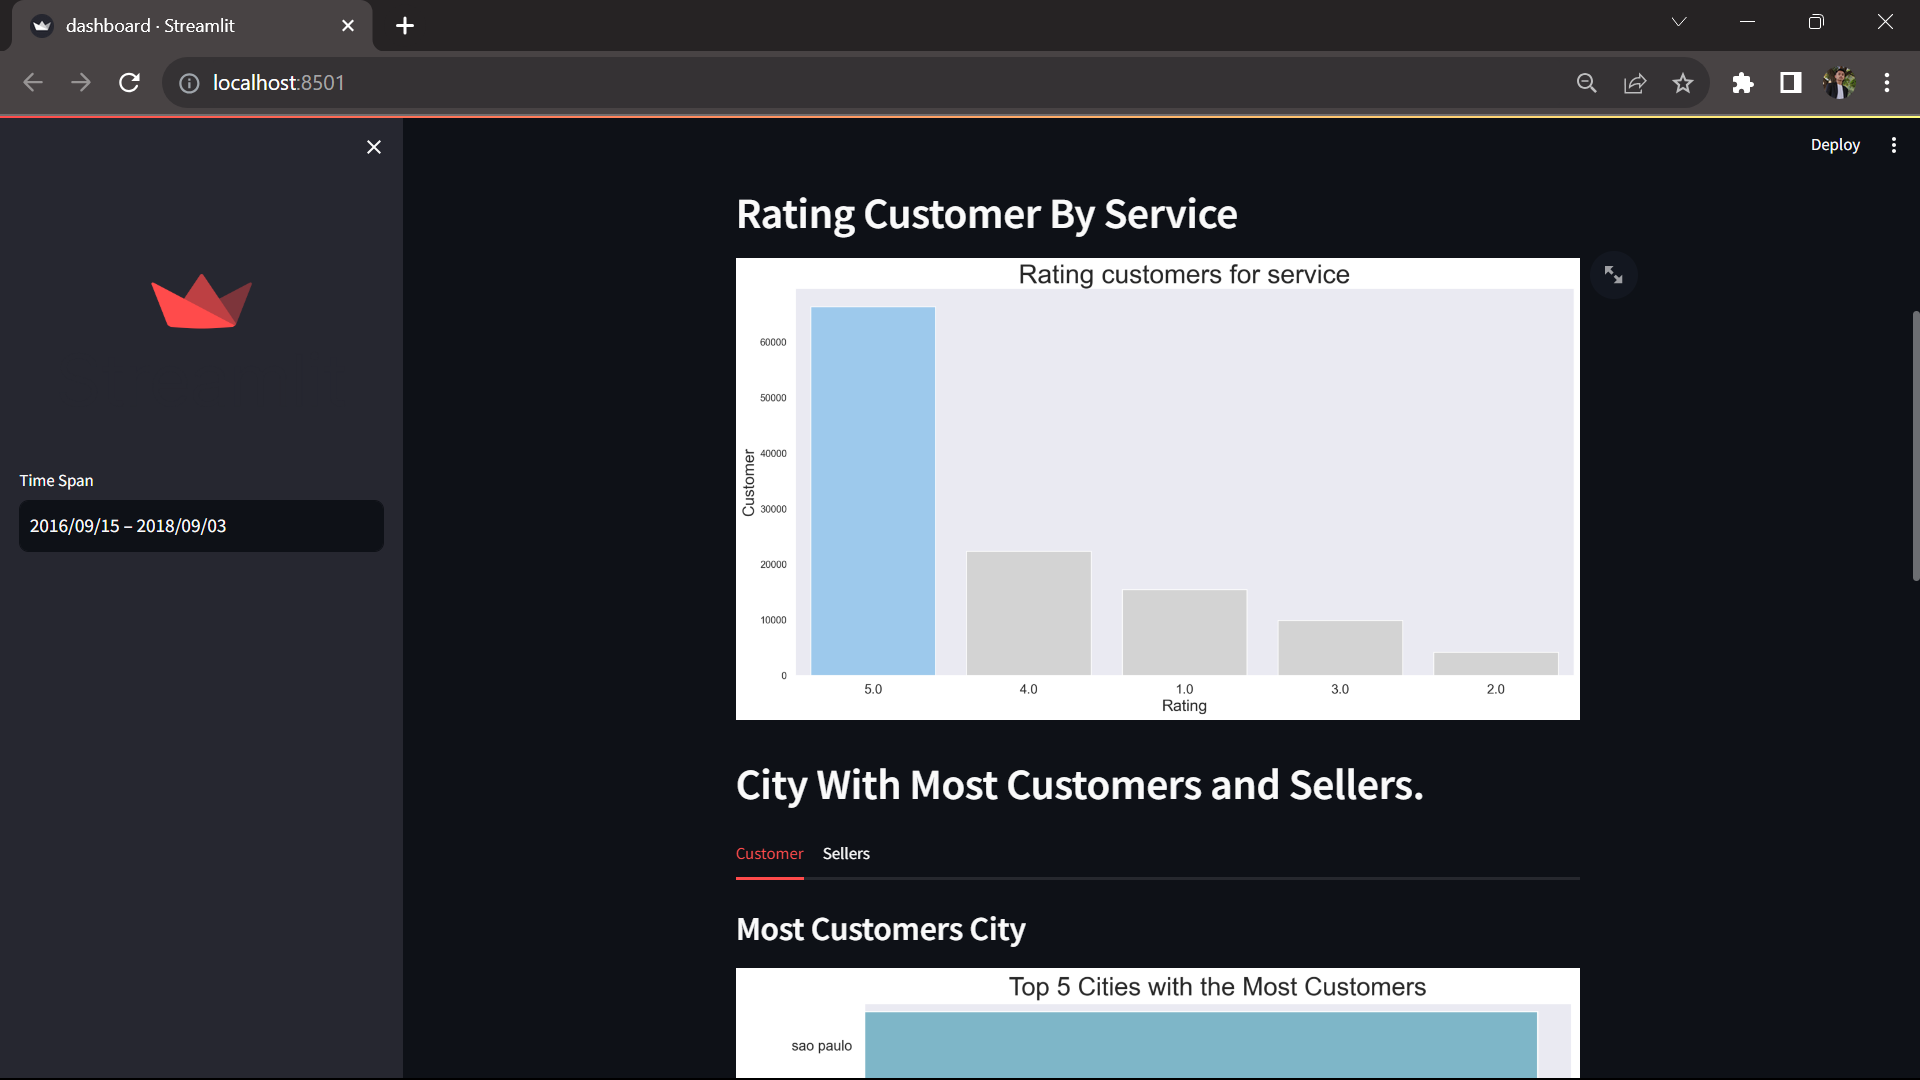 dashboard · Streamlit
localhost:8501
Deploy
Time Span
2016/09/15 – 2018/09/03
Rating Customer By Service
Rating customers for service
60000
50000
40000
30000
20000
10000
0
Customer
5.0 4.0 1.0 3.0 2.0
Rating
City With Most Customers and Sellers.
Customer Sellers
Most Customers City
Top 5 Cities with the Most Customers
sao paulo